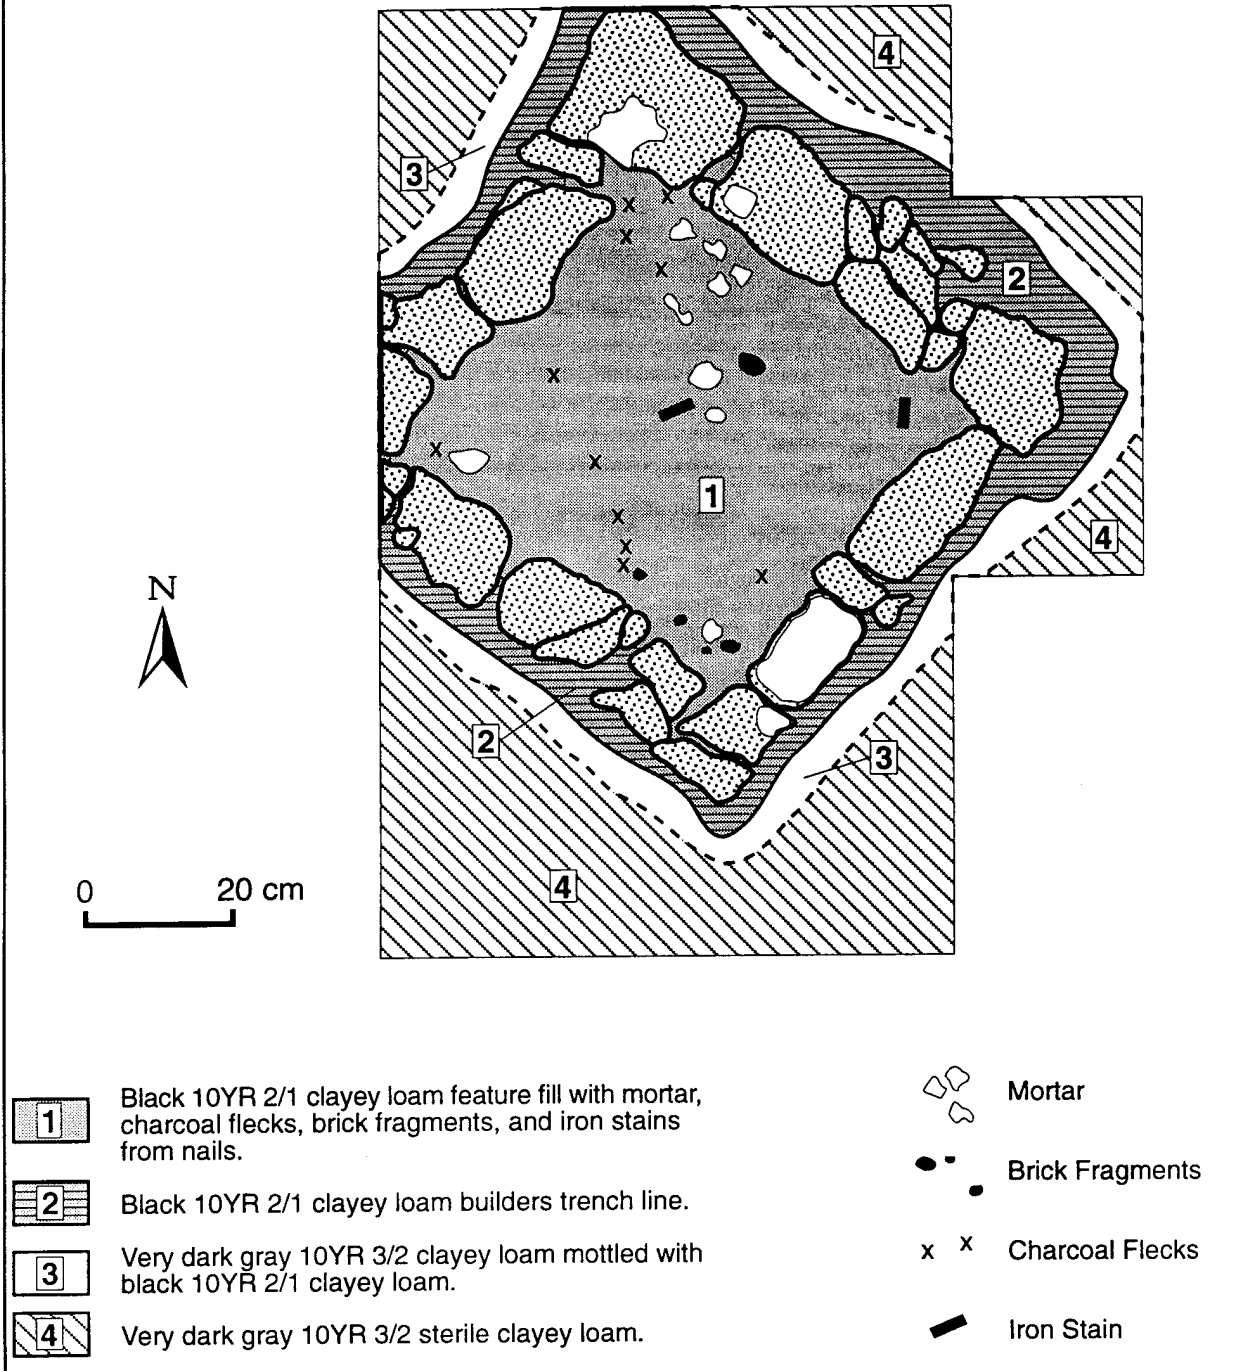 4
3
2
1
4
N
2
3
0 20 cm
4
1 Black 10YR 2/1 clayey loam feature fill with mortar,
charcoal flecks, brick fragments, and iron stains
from nails.
2 Black 10YR 2/1 clayey loam builders trench line.
3 Very dark gray 10YR 3/2 clayey loam mottled with
black 10YR 2/1 clayey loam.
4 Very dark gray 10YR 3/2 sterile clayey loam.
Mortar
Brick Fragments
x x Charcoal Flecks
Iron Stain